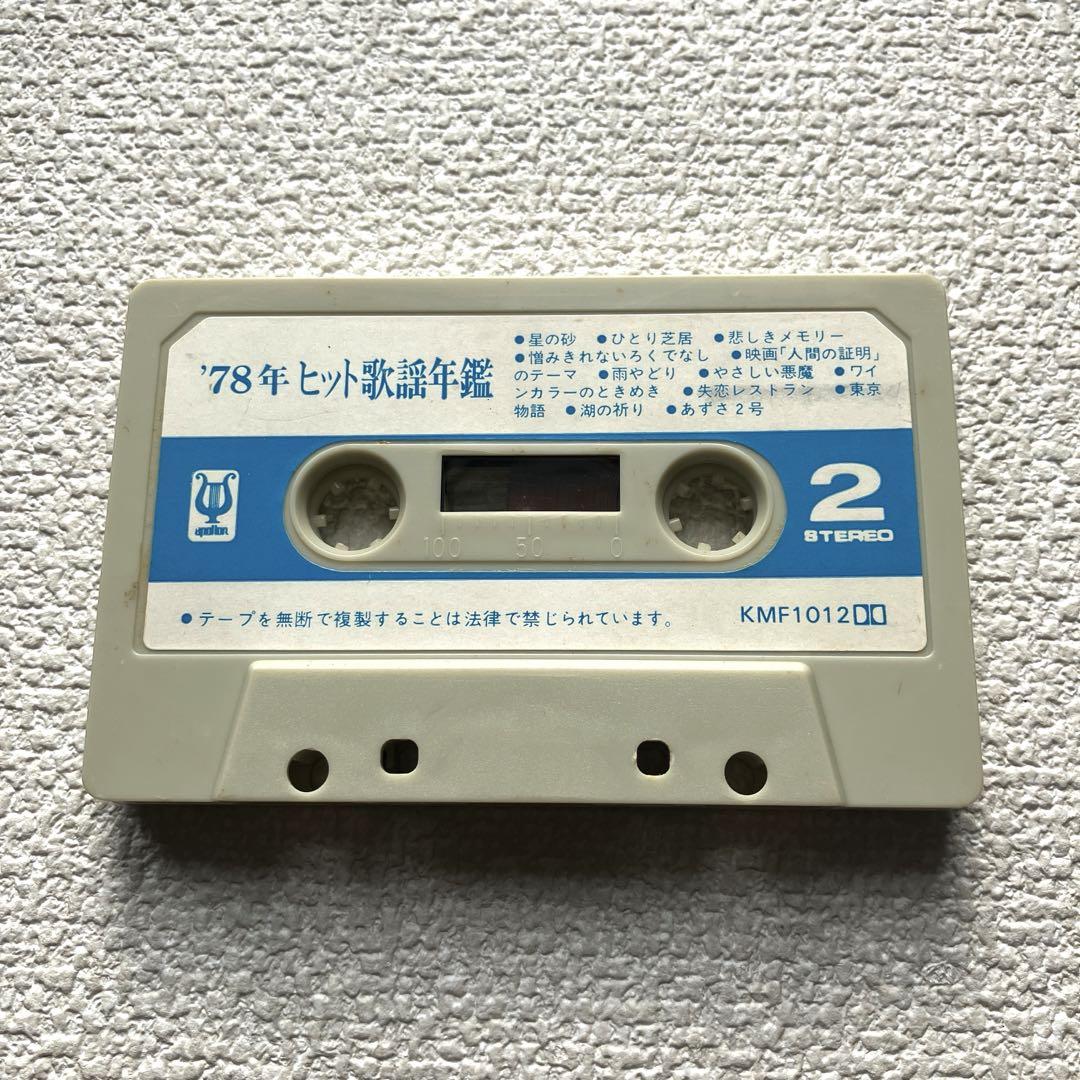 '78年 ヒット歌謡年鑑
●星の砂 ●ひとり芝居 ●悲しきメモリー
●憎みきれないろくでなし ●映画「人間の証明」
のテーマ ●雨やどり ●やさしい悪魔 ●ワイ
ンカラーのときめき ●失恋レストラン ●東京
物語 ●湖の祈り ●あずさ2号
apollon
2
STEREO
100 50 0
●テープを無断で複製することは法律で禁じられています。
KMF1012